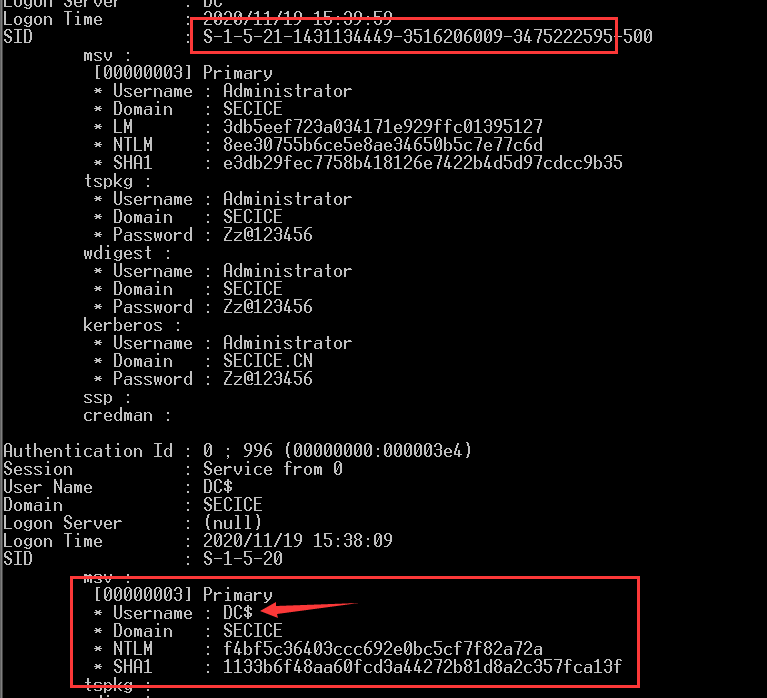 Logon Server : DC
Logon Time : 2020/11/19 15:39:59
SID : S-1-5-21-1431134449-3516206009-3475222595-500
msv :
[00000003] Primary
* Username : Administrator
* Domain : SECICE
* LM : 3db5eef723a034171e929ffc01395127
* NTLM : 8ee30755b6ce5e8ae34650b5c7e77c6d
* SHA1 : e3db29fec7758b418126e7422b4d5d97cdcc9b35
tspkg :
* Username : Administrator
* Domain : SECICE
* Password : Zz@123456
wdigest :
* Username : Administrator
* Domain : SECICE
* Password : Zz@123456
kerberos :
* Username : Administrator
* Domain : SECICE.CN
* Password : Zz@123456
ssp :
credman :
Authentication Id : 0 ; 996 (00000000:000003e4)
Session : Service from 0
User Name : DC$
Domain : SECICE
Logon Server : (null)
Logon Time : 2020/11/19 15:38:09
SID : S-1-5-20
msv :
[00000003] Primary
* Username : DC$
* Domain : SECICE
* NTLM : f4bf5c36403ccc692e0bc5cf7f82a72a
* SHA1 : 1133b6f48aa60fcd3a44272b81d8a2c357fca13f
tspkg :